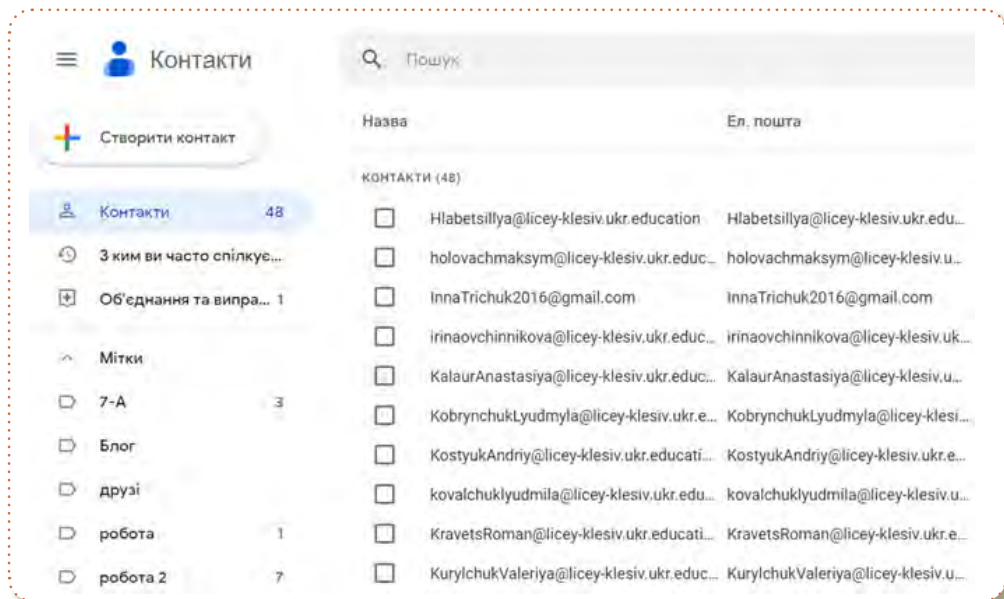 Контакти
Пошук
Створити контакт
Назва Ел. пошта
КОНТАКТИ (48)
Контакти 48
З ким ви часто спілкує...
Об'єднання та випра... 1
Мітки
7-А 3
Блог
друзі
робота 1
робота 2 7
Hlabetsillya@licey-klesiv.ukr.education Hlabetsillya@licey-klesiv.ukr.edu...
holovachmaksym@licey-klesiv.ukr.educ... holovachmaksym@licey-klesiv.u...
InnaTrichuk2016@gmail.com InnaTrichuk2016@gmail.com
irinaovchinnikova@licey-klesiv.ukr.educ... irinaovchinnikova@licey-klesiv.uk...
KalaurAnastasiya@licey-klesiv.ukr.educ... KalaurAnastasiya@licey-klesiv.u...
KobrynchukLyudmyla@licey-klesiv.ukr.e... KobrynchukLyudmyla@licey-klesi...
KostyukAndriy@licey-klesiv.ukr.educati... KostyukAndriy@licey-klesiv.ukr.e...
kovalchuklyudmila@licey-klesiv.ukr.edu... kovalchuklyudmila@licey-klesiv.u...
KravetsRoman@licey-klesiv.ukr.educati... KravetsRoman@licey-klesiv.ukr.e...
KurylchukValeriya@licey-klesiv.ukr.educ... KurylchukValeriya@licey-klesiv.u...